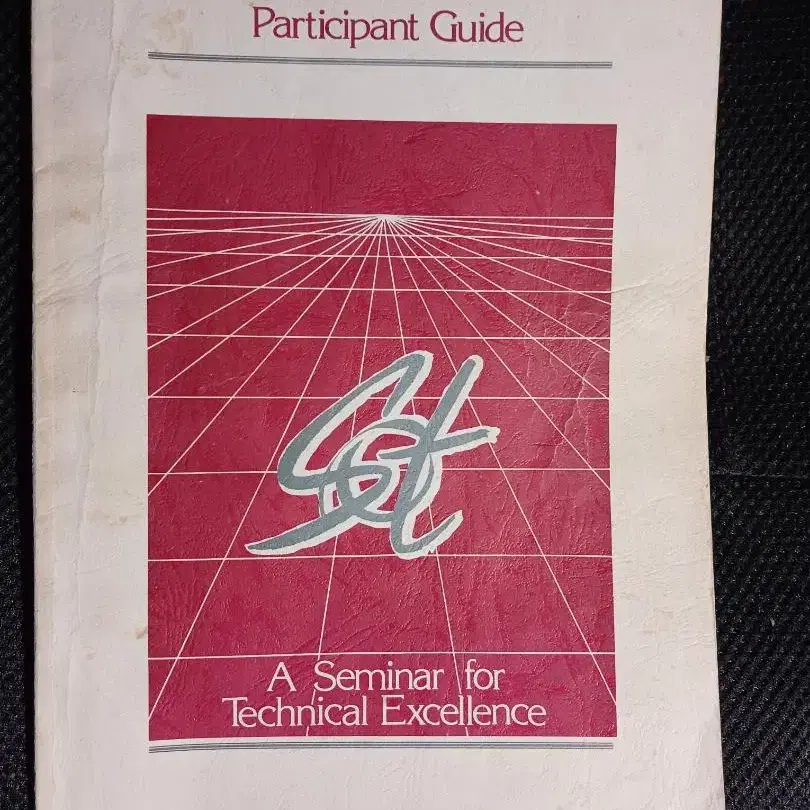 Participant Guide
A Seminar for
Technical Excellence